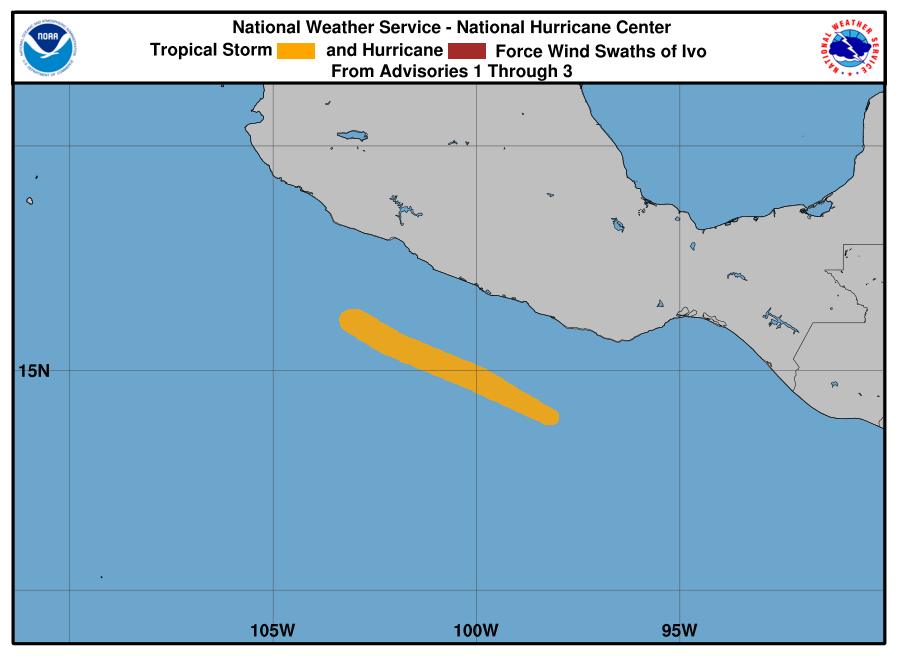 National Weather Service - National Hurricane Center
Tropical Storm and Hurricane Force Wind Swaths of Ivo
From Advisories 1 Through 3
NOAA
NATIONAL WEATHER SERVICE
15N
105W 100W 95W